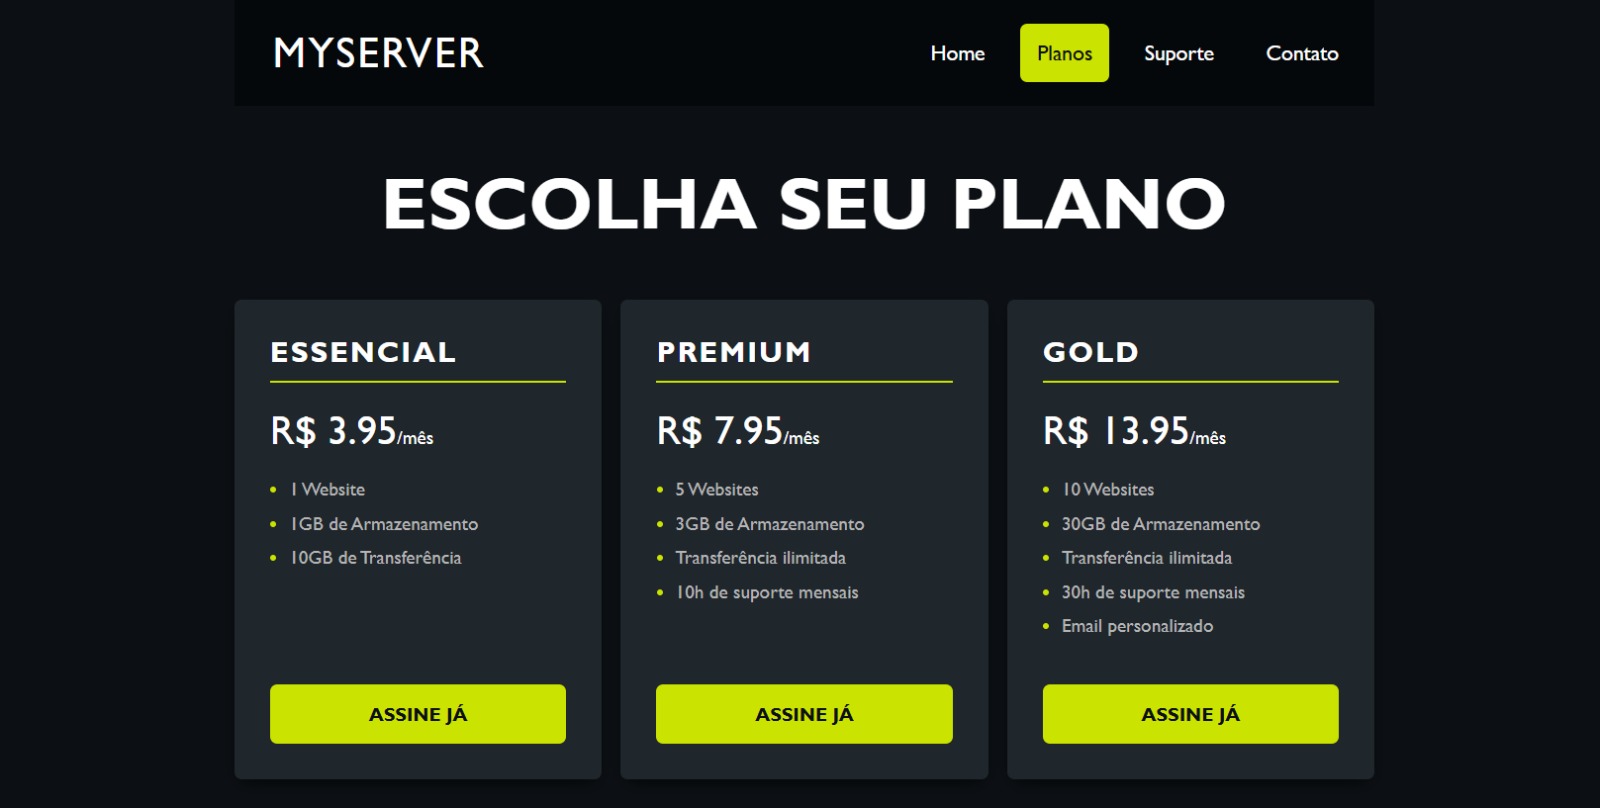 MYSERVER
Home Planos Suporte Contato
ESCOLHA SEU PLANO
ESSENCIAL
R$ 3.95/mês
1 Website
1GB de Armazenamento
10GB de Transferência
ASSINE JÁ
PREMIUM
R$ 7.95/mês
5 Websites
3GB de Armazenamento
Transferência ilimitada
10h de suporte mensais
ASSINE JÁ
GOLD
R$ 13.95/mês
10 Websites
30GB de Armazenamento
Transferência ilimitada
30h de suporte mensais
Email personalizado
ASSINE JÁ